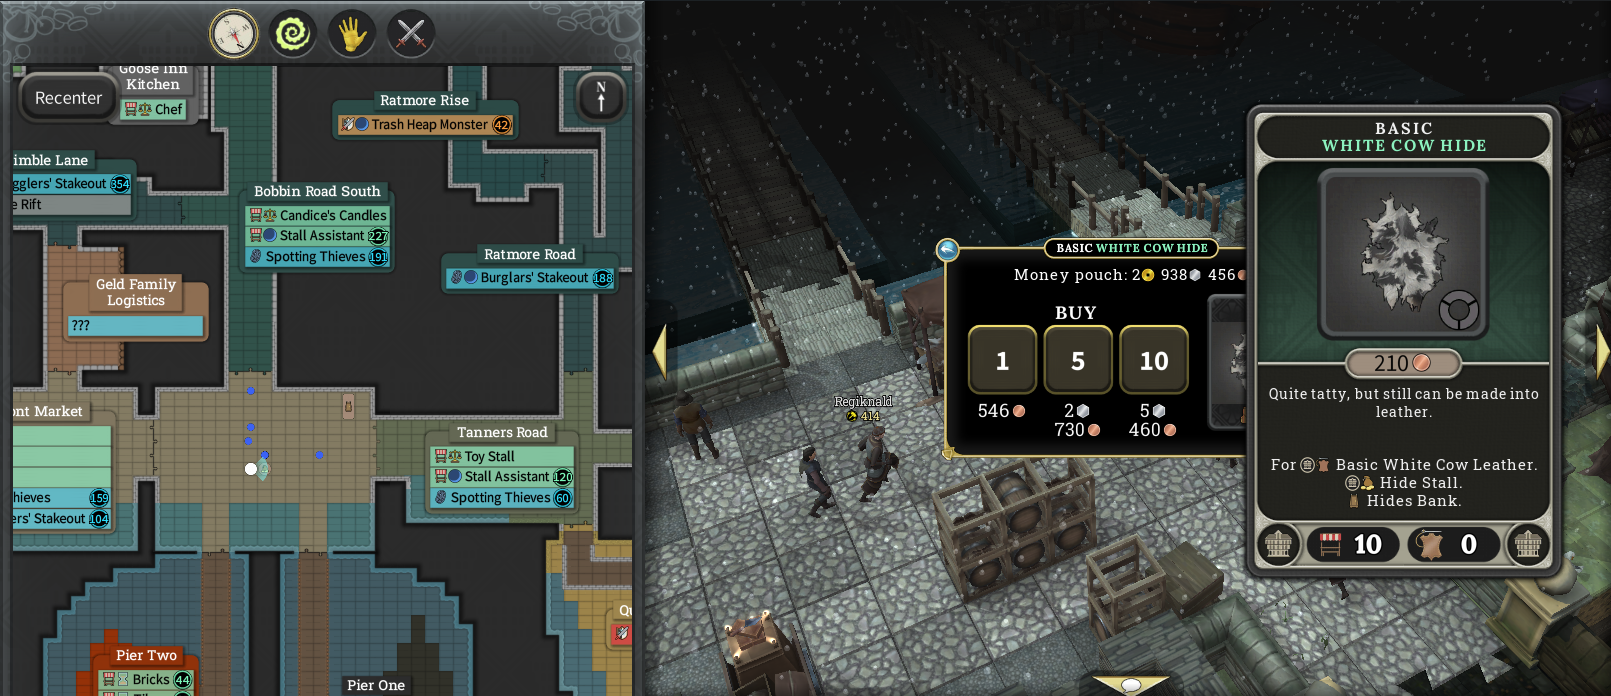 Goose Inn
Kitchen
Chef
Recenter
N
Ratmore Rise
Trash Heap Monster 42
imble Lane
gglers' Stakeout 354
e Rift
Bobbin Road South
Candice's Candles
Stall Assistant 227
Spotting Thieves 191
Ratmore Road
Burglars' Stakeout 188
Geld Family
Logistics
???
ont Market
hieves 159
ers' Stakeout 104
Tanners Road
Toy Stall
Stall Assistant 120
Spotting Thieves 60
Pier Two
Bricks 44
Pier One
Qu
Regiknald
414
BASIC WHITE COW HIDE
Money pouch: 2 938 456
BUY
1 5 10
546 2 5
730 460
BASIC
WHITE COW HIDE
210
Quite tatty, but still can be made into
leather.
For Basic White Cow Leather.
Hide Stall.
Hides Bank.
10 0